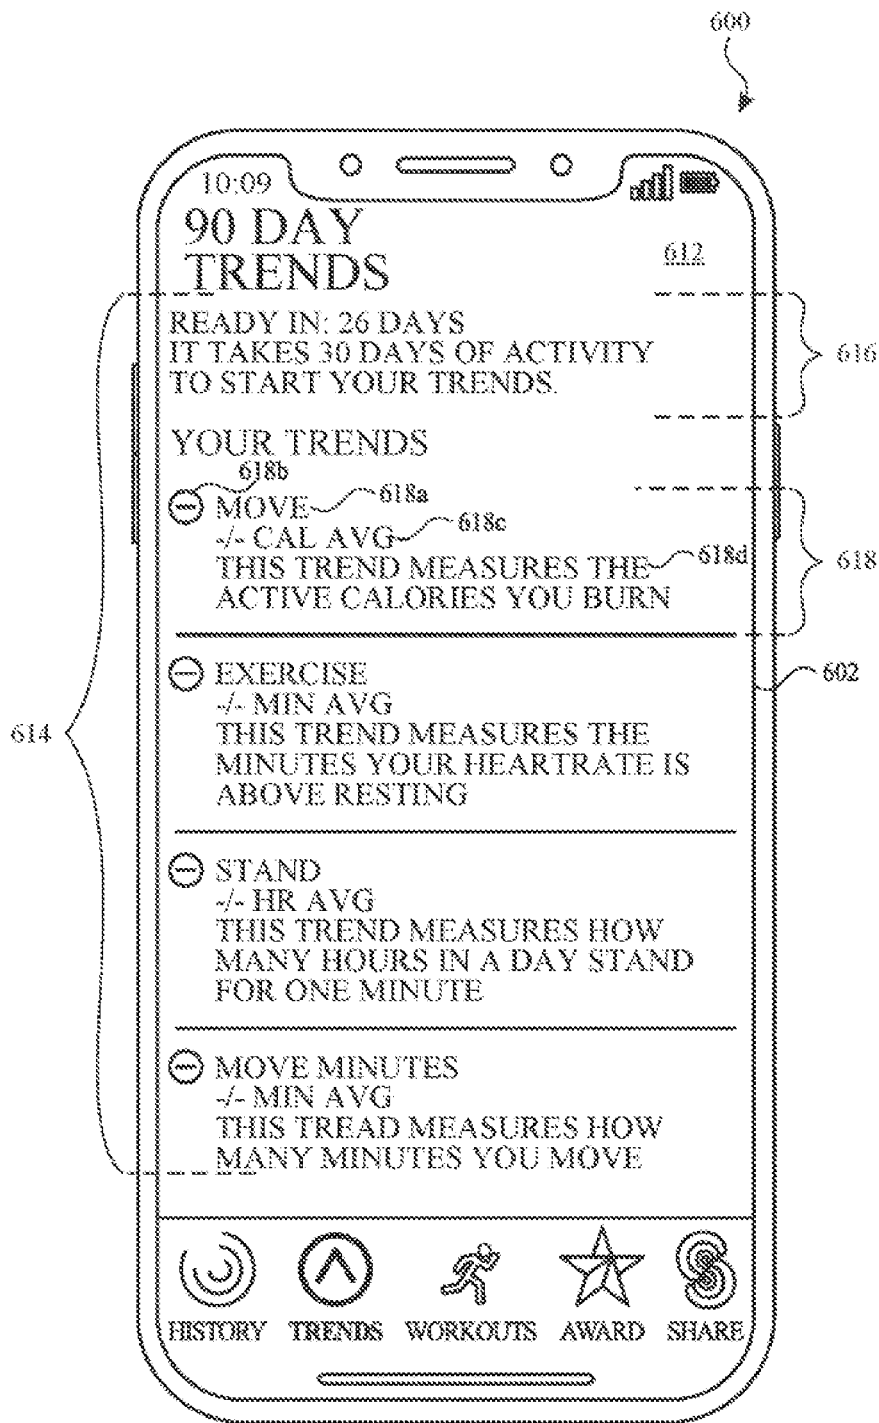 600
10:09
90 DAY
TRENDS
612
READY IN: 26 DAYS
IT TAKES 30 DAYS OF ACTIVITY
TO START YOUR TRENDS.
616
YOUR TRENDS
618b
MOVE
618a
-/- CAL AVG
618c
THIS TREND MEASURES THE
618d
ACTIVE CALORIES YOU BURN
618
EXERCISE
602
-/- MIN AVG
THIS TREND MEASURES THE
MINUTES YOUR HEARTRATE IS
ABOVE RESTING
614
STAND
-/- HR AVG
THIS TREND MEASURES HOW
MANY HOURS IN A DAY STAND
FOR ONE MINUTE
MOVE MINUTES
-/- MIN AVG
THIS TREAD MEASURES HOW
MANY MINUTES YOU MOVE
HISTORY TRENDS WORKOUTS AWARD SHARE